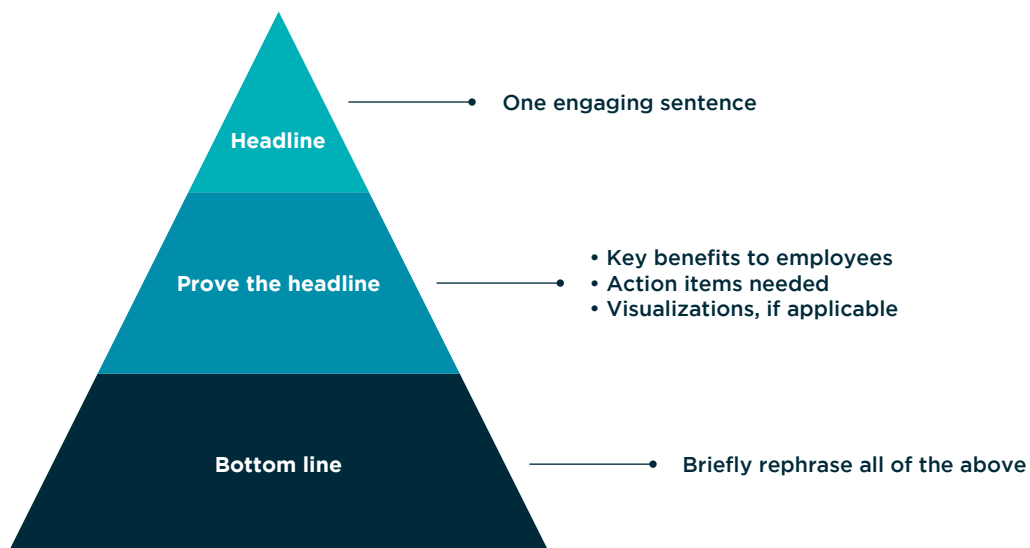 Headline
One engaging sentence
Prove the headline
• Key benefits to employees
• Action items needed
• Visualizations, if applicable
Bottom line
Briefly rephrase all of the above